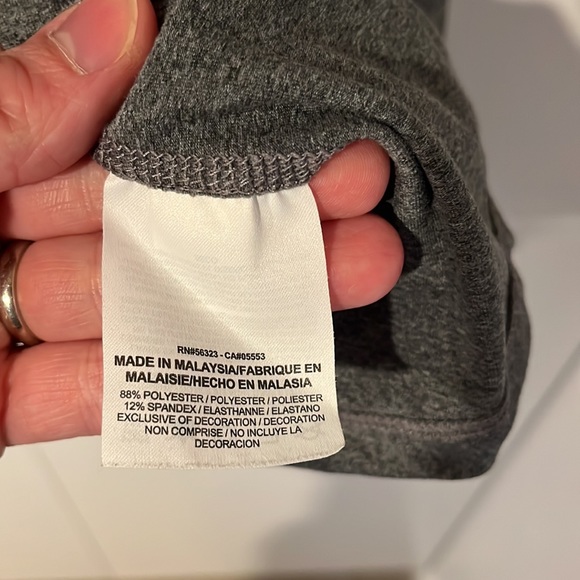 RN#56323 - CA#05553
MADE IN MALAYSIA/FABRIQUE EN
MALAISIE/HECHO EN MALASIA
88% POLYESTER / POLYESTER / POLIESTER
12% SPANDEX / ELASTHANNE / ELASTANO
EXCLUSIVE OF DECORATION / DECORATION
NON COMPRISE / NO INCLUYE LA
DECORACIÓN